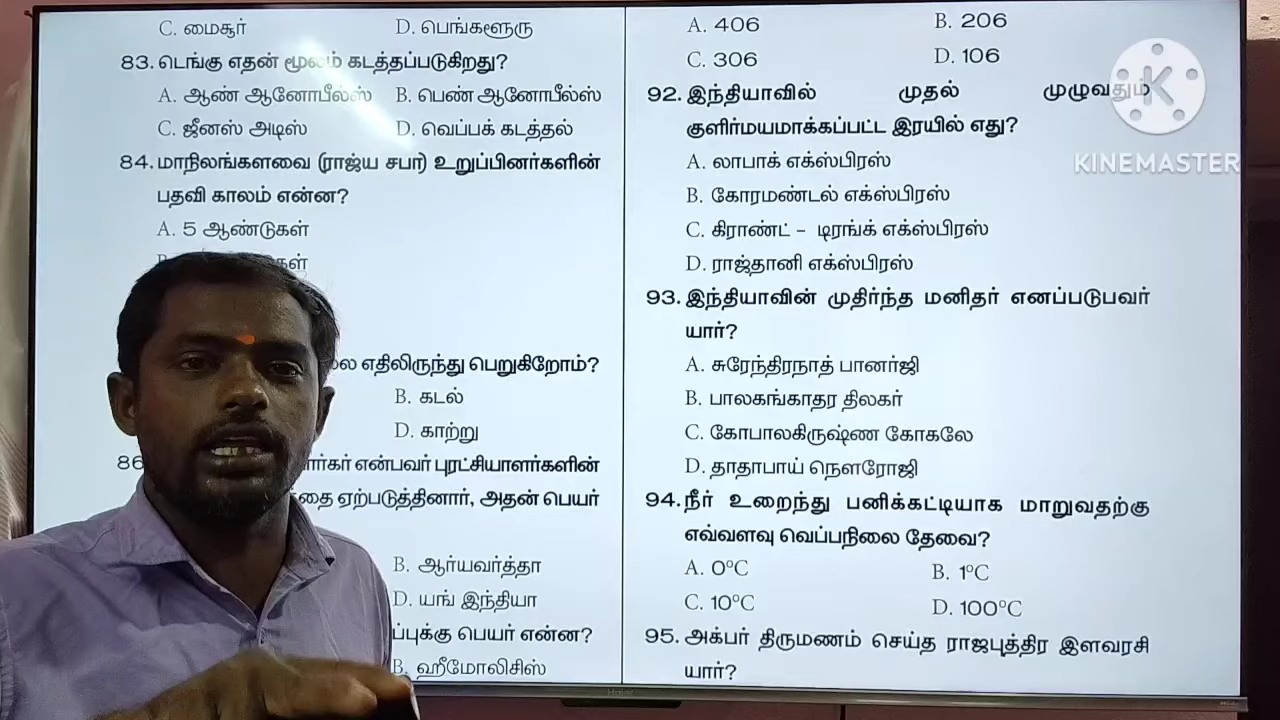 C. மைசூர் D. பெங்களூரு
83. டெங்கு எதன் மூலம் கடத்தப்படுகிறது?
A. ஆண் ஆனோபீல்ஸ் B. பெண் ஆனோபீல்ஸ்
C. ஜீனஸ் அடிஸ் D. வெப்பக் கடத்தல்
84. மாநிலங்களவை (ராஜ்ய சபா) உறுப்பினர்களின்
பதவி காலம் என்ன?
A. 5 ஆண்டுகள்
எதிலிருந்து பெறுகிறோம்?
B. கடல்
D. காற்று
86 என்பவர் புரட்சியாளர்களின்
ஏற்படுத்தினார், அதன் பெயர்
B. ஆர்யவர்த்தா
D. யங் இந்தியா
பெயர் என்ன?
B. ஹீமோலிசிஸ்
A. 406 B. 206
C. 306 D. 106
92. இந்தியாவில் முதல் முழுவதும்
குளிர்மயமாக்கப்பட்ட இரயில் எது?
A. லாபாக் எக்ஸ்பிரஸ்
B. கோரமண்டல் எக்ஸ்பிரஸ்
C. கிராண்ட் – டிரங்க் எக்ஸ்பிரஸ்
D. ராஜ்தானி எக்ஸ்பிரஸ்
93. இந்தியாவின் முதிர்ந்த மனிதர் எனப்படுபவர்
யார்?
A. சுரேந்திரநாத் பானர்ஜி
B. பாலகங்காதர திலகர்
C. கோபாலகிருஷ்ண கோகலே
D. தாதாபாய் நௌரோஜி
94. நீர் உறைந்து பனிக்கட்டியாக மாறுவதற்கு
எவ்வளவு வெப்பநிலை தேவை?
A. 0°C B. 1°C
C. 10°C D. 100°C
95. அக்பர் திருமணம் செய்த ராஜபுத்திர இளவரசி
யார்?
K
KINEMASTER
Haier